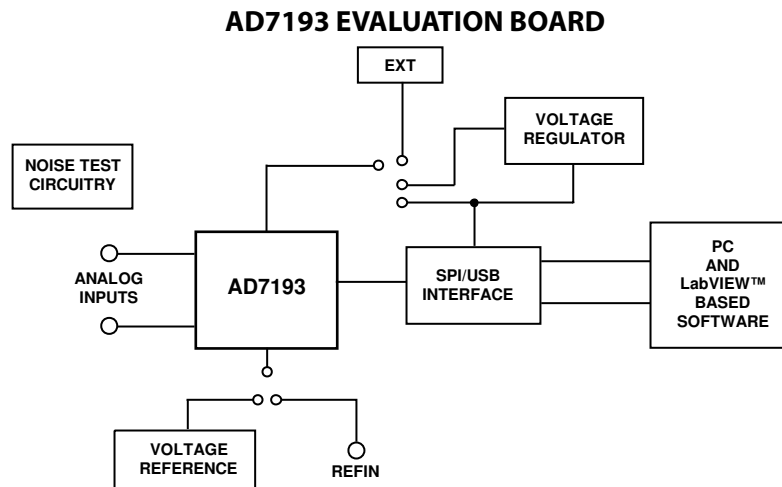 AD7193 EVALUATION BOARD
EXT
VOLTAGE
REGULATOR
NOISE TEST
CIRCUITRY
ANALOG
INPUTS
AD7193
SPI/USB
INTERFACE
PC
AND
LabVIEW™
BASED
SOFTWARE
VOLTAGE
REFERENCE
REFIN